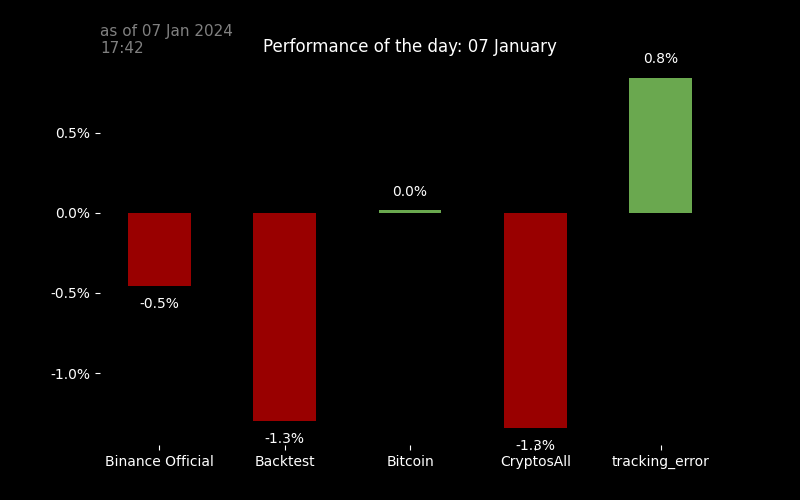 as of 07 Jan 2024
17:42
Performance of the day: 07 January
0.8%
0.5%
0.0%
0.0%
-0.5%
-0.5%
-1.0%
-1.3%
-1.3%
Binance Official
Backtest
Bitcoin
CryptosAll
tracking_error